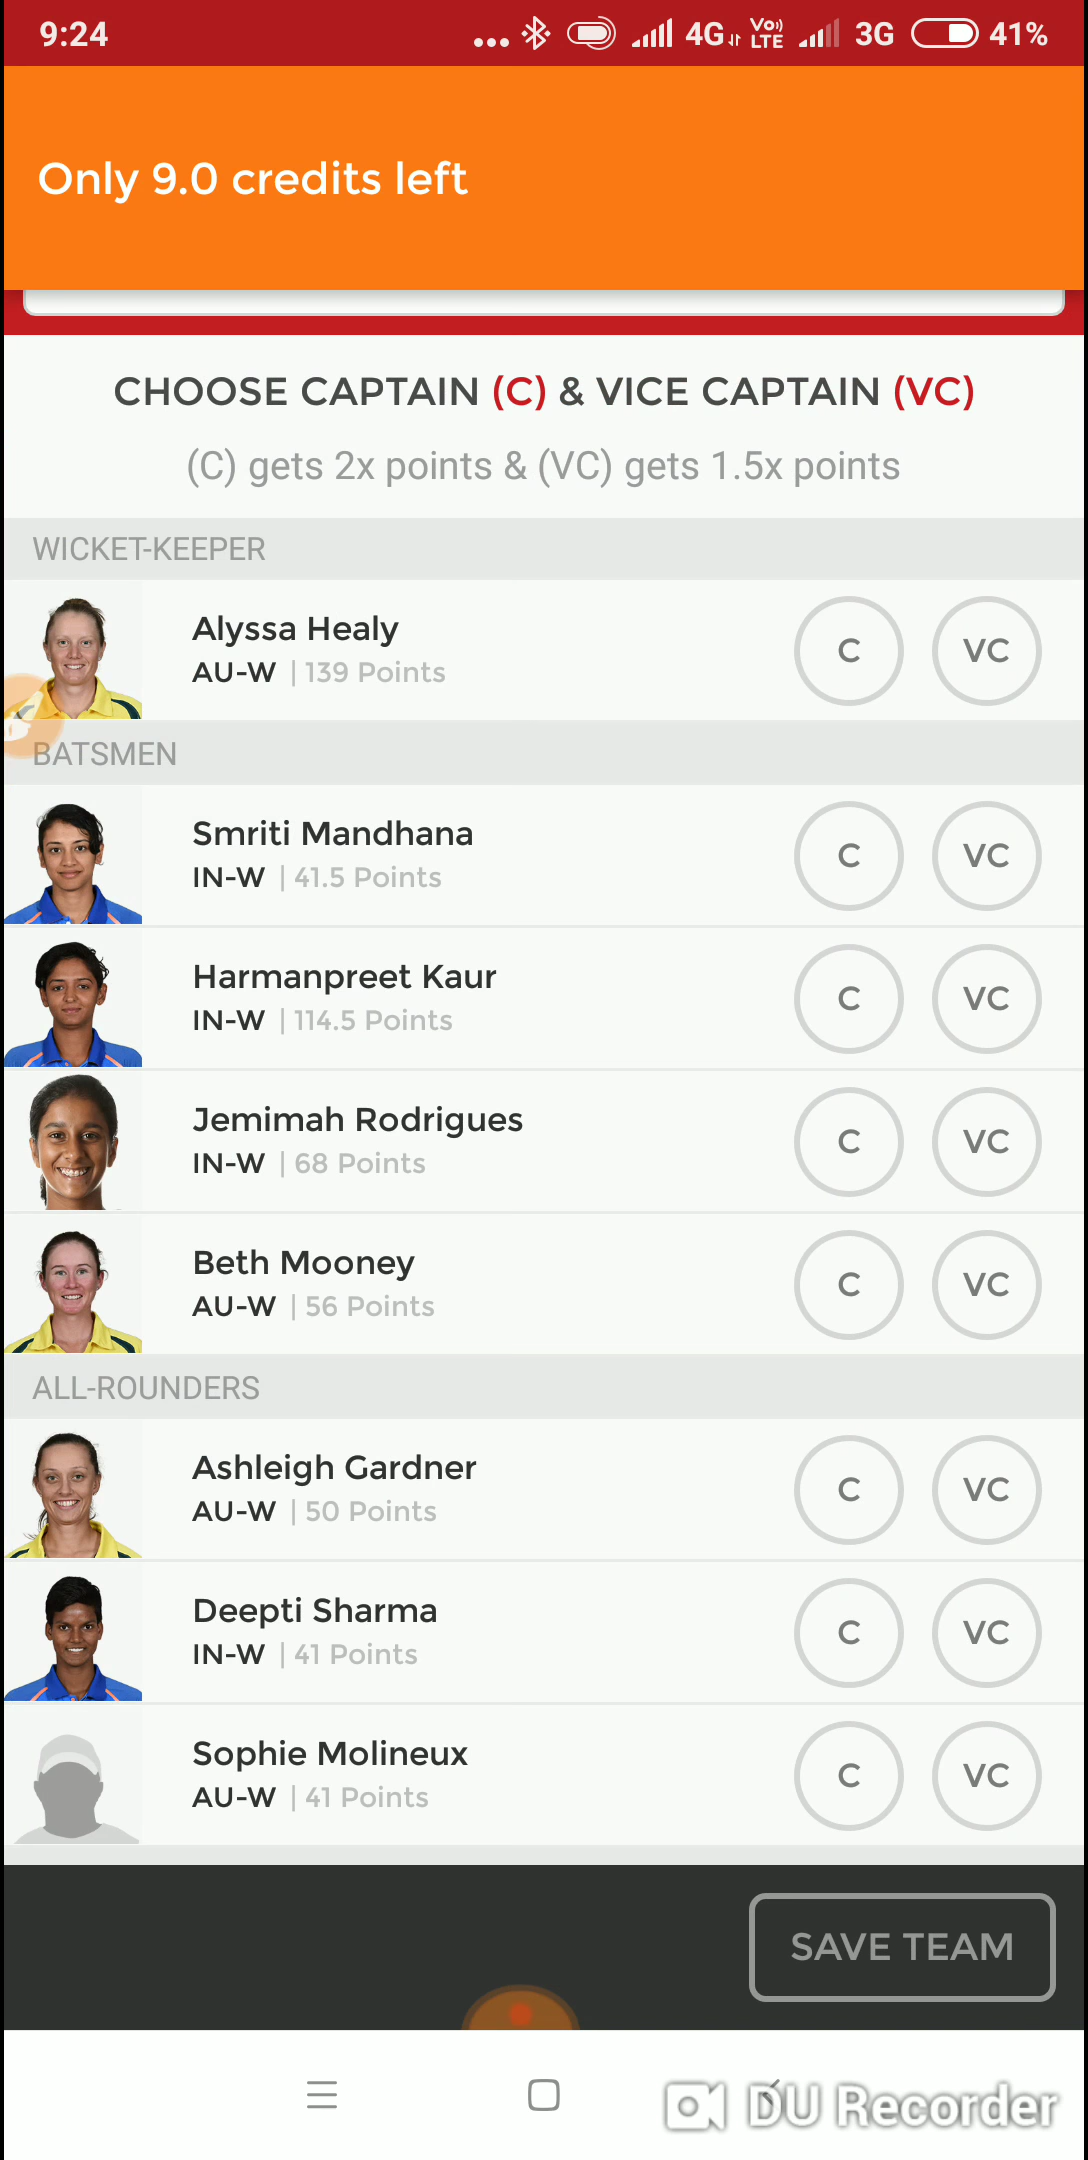 9:24 4G VoLTE 3G 41%
Only 9.0 credits left
CHOOSE CAPTAIN (C) & VICE CAPTAIN (VC)
(C) gets 2x points & (VC) gets 1.5x points
WICKET-KEEPER
Alyssa Healy
AU-W | 139 Points
C VC
BATSMEN
Smriti Mandhana
IN-W | 41.5 Points
C VC
Harmanpreet Kaur
IN-W | 114.5 Points
C VC
Jemimah Rodrigues
IN-W | 68 Points
C VC
Beth Mooney
AU-W | 56 Points
C VC
ALL-ROUNDERS
Ashleigh Gardner
AU-W | 50 Points
C VC
Deepti Sharma
IN-W | 41 Points
C VC
Sophie Molineux
AU-W | 41 Points
C VC
SAVE TEAM
DU Recorder